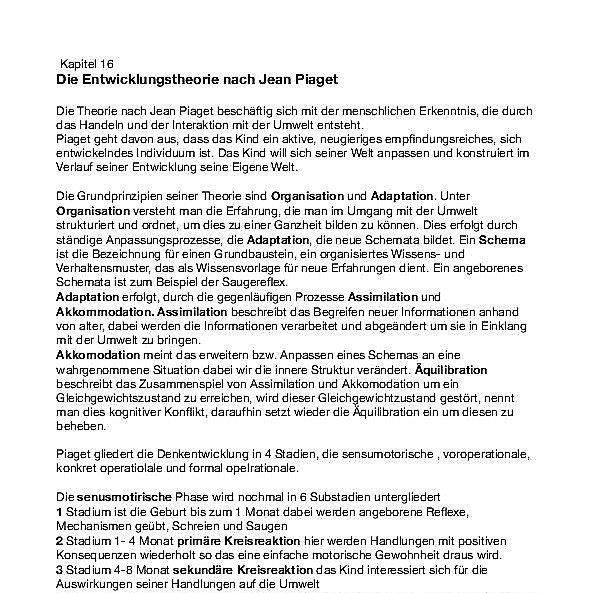 Kapitel 16
Die Entwicklungstheorie nach Jean Piaget
Die Theorie nach Jean Piaget beschäftig sich mit der menschlichen Erkenntnis, die durch
das Handeln und der Interaktion mit der Umwelt entsteht.
Piaget geht davon aus, dass das Kind ein aktive, neugieriges empfindungsreiches, sich
entwickelndes Individuum ist. Das Kind will sich seiner Welt anpassen und konstruiert im
Verlauf seiner Entwicklung seine Eigene Welt.
Die Grundprinzipien seiner Theorie sind Organisation und Adaptation. Unter
Organisation versteht man die Erfahrung, die man im Umgang mit der Umwelt
strukturiert und ordnet, um dies zu einer Ganzheit bilden zu können. Dies erfolgt durch
ständige Anpassungsprozesse, die Adaptation, die neue Schemata bildet. Ein Schema
ist die Bezeichnung für einen Grundbaustein, ein organisiertes Wissens- und
Verhaltensmuster, das als Wissensvorlage für neue Erfahrungen dient. Ein angeborenes
Schemata ist zum Beispiel der Saugereflex.
Adaptation erfolgt, durch die gegenläufigen Prozesse Assimilation und
Akkommodation. Assimilation beschreibt das Begreifen neuer Informationen anhand
von alter, dabei werden die Informationen verarbeitet und abgeändert um sie in Einklang
mit der Umwelt zu bringen.
Akkomodation meint das erweitern bzw. Anpassen eines Schemas an eine
wahrgenommene Situation dabei wir die innere Struktur verändert. Äquilibration
beschreibt das Zusammenspiel von Assimilation und Akkomodation um ein
Gleichgewichtszustand zu erreichen, wird dieser Gleichgewichtzustand gestört, nennt
man dies kognitiver Konflikt, daraufhin setzt wieder die Äquilibration ein um diesen zu
beheben.
Piaget gliedert die Denkentwicklung in 4 Stadien, die sensumotorische , voroperationale,
konkret operatiolale und formal opelrationale.
Die senusmotirische Phase wird nochmal in 6 Substadien untergliedert
1 Stadium ist die Geburt bis zum 1 Monat dabei werden angeborene Reflexe,
Mechanismen geübt, Schreien und Saugen
2 Stadium 1- 4 Monat primäre Kreisreaktion hier werden Handlungen mit positiven
Konsequenzen wiederholt so das eine einfache motorische Gewohnheit draus wird.
3 Stadium 4-8 Monat sekundäre Kreisreaktion das Kind interessiert sich für die
Auswirkungen seiner Handlungen auf die Umwelt